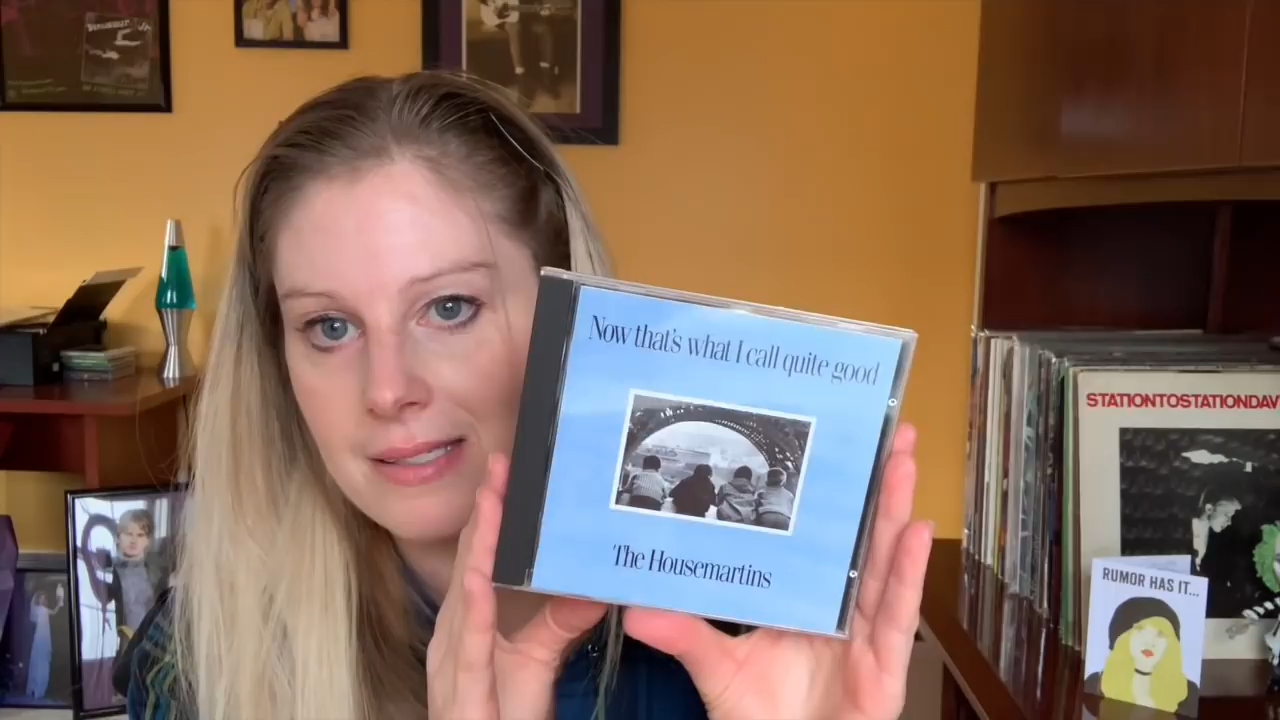 Now that's what I call quite good
The Housemartins
STATIONTOSTATIONDAV
RUMOR HAS IT...